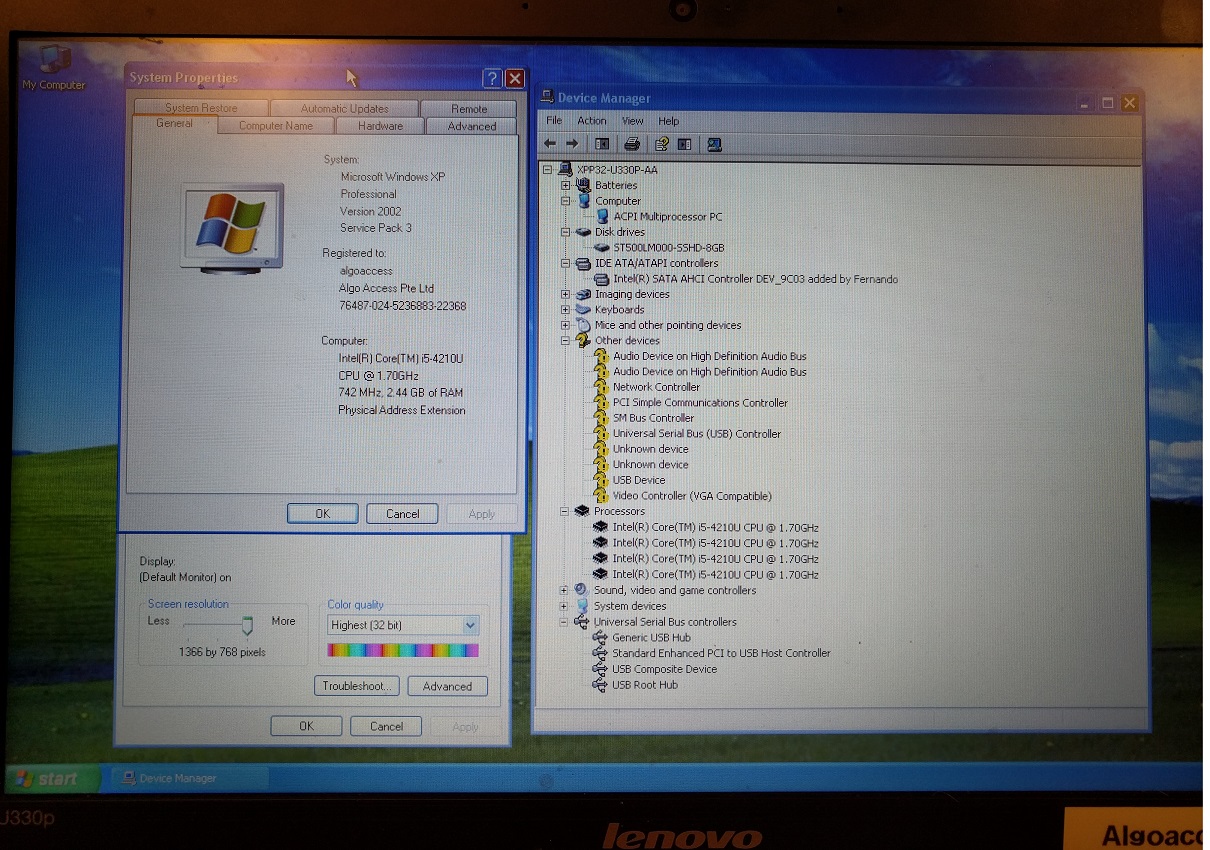 My Computer
System Properties
System Restore
Automatic Updates
Remote
General
Computer Name
Hardware
Advanced
System:
Microsoft Windows XP
Professional
Version 2002
Service Pack 3
Registered to:
algoaccess
Algo Access Pte Ltd
76487-024-5236883-22368
Computer:
Intel(R) Core(TM) i5-4210U
CPU @ 1.70GHz
742 MHz, 2.44 GB of RAM
Physical Address Extension
OK
Cancel
Apply
Display:
(Default Monitor) on
Screen resolution
Less
More
1366 by 768 pixels
Color quality
Highest (32 bit)
Troubleshoot...
Advanced
OK
Cancel
Apply
Device Manager
File Action View Help
XPP32-U330P-AA
Batteries
Computer
ACPI Multiprocessor PC
Disk drives
ST500LM000-SSHD-8GB
IDE ATA/ATAPI controllers
Intel(R) SATA AHCI Controller DEV_9C03 added by Fernando
Imaging devices
Keyboards
Mice and other pointing devices
Other devices
Audio Device on High Definition Audio Bus
Audio Device on High Definition Audio Bus
Network Controller
PCI Simple Communications Controller
SM Bus Controller
Universal Serial Bus (USB) Controller
Unknown device
Unknown device
USB Device
Video Controller (VGA Compatible)
Processors
Intel(R) Core(TM) i5-4210U CPU @ 1.70GHz
Intel(R) Core(TM) i5-4210U CPU @ 1.70GHz
Intel(R) Core(TM) i5-4210U CPU @ 1.70GHz
Intel(R) Core(TM) i5-4210U CPU @ 1.70GHz
Sound, video and game controllers
System devices
Universal Serial Bus controllers
Generic USB Hub
Standard Enhanced PCI to USB Host Controller
USB Composite Device
USB Root Hub
start
Device Manager
U330p
lenovo
Algoacc